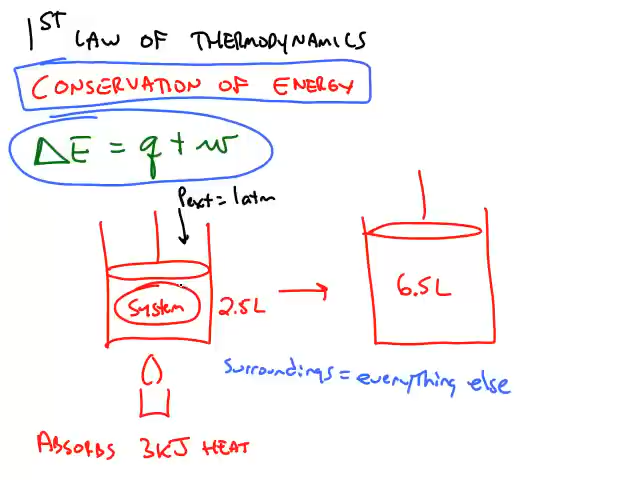 1ST LAW OF THERMODYNAMICS
CONSERVATION OF ENERGY
ΔE = q + w
Pext = 1atm
System
2.5L
6.5L
Surroundings = everything else
ABSORBS 3KJ HEAT